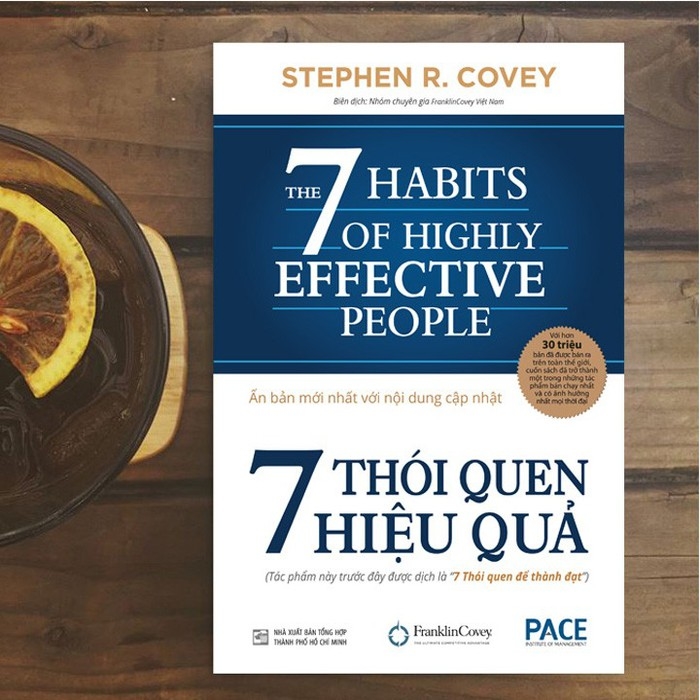 STEPHEN R. COVEY
Biên dịch: Nhóm chuyên gia FranklinCovey Việt Nam
THE 7 HABITS
OF HIGHLY
EFFECTIVE
PEOPLE
Với hơn
30 triệu
bản đã được bán ra
trên toàn thế giới,
cuốn sách đã trở thành
một trong những tác
phẩm bán chạy nhất
và có ảnh hưởng
nhất mọi thời đại
Ấn bản mới nhất với nội dung cập nhật
7 THÓI QUEN
HIỆU QUẢ
(Tác phẩm này trước đây được dịch là "7 Thói quen để thành đạt")
NHÀ XUẤT BẢN TỔNG HỢP
THÀNH PHỐ HỒ CHÍ MINH
FranklinCovey
THE ULTIMATE COMPETITIVE ADVANTAGE
PACE
INSTITUTE OF MANAGEMENT